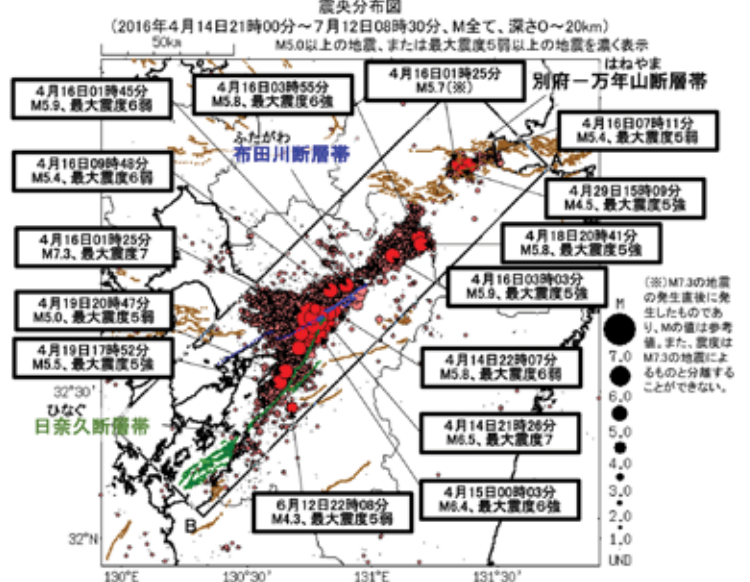 震央分布図
(2016年4月14日21時00分~7月12日08時30分、M全て、深さ0~20km)
50km
M5.0以上の地震、または最大震度5弱以上の地震を濃く表示
はねやま
別府-万年山断層帯
4月16日01時45分
M5.9、最大震度6弱
4月16日03時55分
M5.8、最大震度6強
4月16日01時25分
M5.7(※)
4月16日07時11分
M5.4、最大震度5弱
ふたがわ
布田川断層帯
4月16日09時48分
M5.4、最大震度6弱
4月29日15時09分
M4.5、最大震度5強
4月16日01時25分
M7.3、最大震度7
4月18日20時41分
M5.8、最大震度5強
4月16日03時03分
M5.9、最大震度5強
4月19日20時47分
M5.0、最大震度5弱
4月19日17時52分
M5.5、最大震度5強
4月14日22時07分
M5.8、最大震度6弱
4月14日21時26分
M6.5、最大震度7
4月15日00時03分
M6.4、最大震度6強
6月12日22時08分
M4.3、最大震度5弱
ひなぐ
日奈久断層帯
(※)M7.3の地震
の発生直後に発
生したものであ
り、Mの値は参考
値。また、震度は
M7.3の地震によ
るものと分離する
ことができない。
M
7.0
6.0
5.0
4.0
3.0
2.0
1.0
UND
A
B
32°30'
32°N
130°E
130°30'
131°E
131°30'